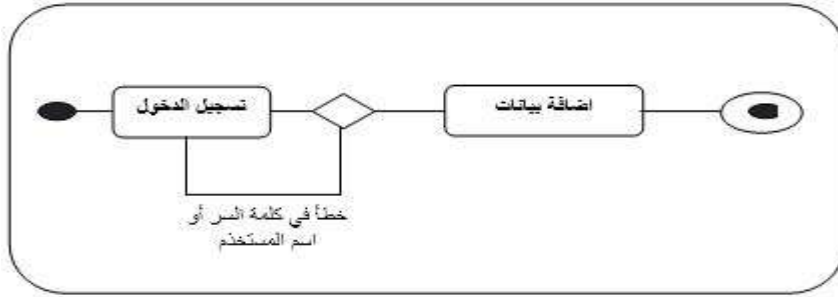 تسجيل الدخول
اضافة بيانات
خطأ في كلمة السر أو
اسم المستخدم